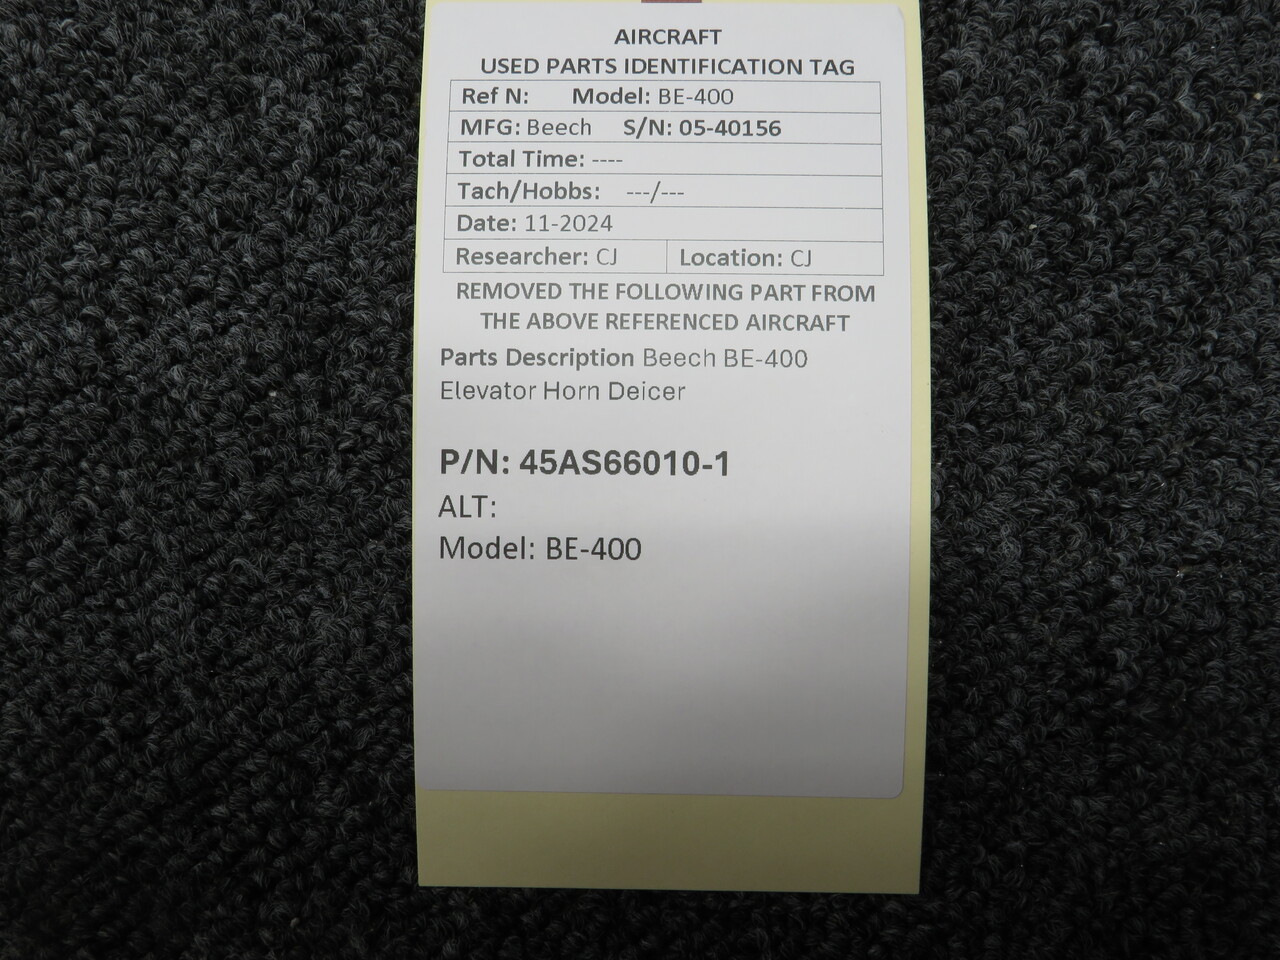 AIRCRAFT
USED PARTS IDENTIFICATION TAG
Ref N: Model: BE-400
MFG: Beech S/N: 05-40156
Total Time: ----
Tach/Hobbs: ---/---
Date: 11-2024
Researcher: CJ Location: CJ
REMOVED THE FOLLOWING PART FROM
THE ABOVE REFERENCED AIRCRAFT
Parts Description Beech BE-400
Elevator Horn Deicer
P/N: 45AS66010-1
ALT:
Model: BE-400